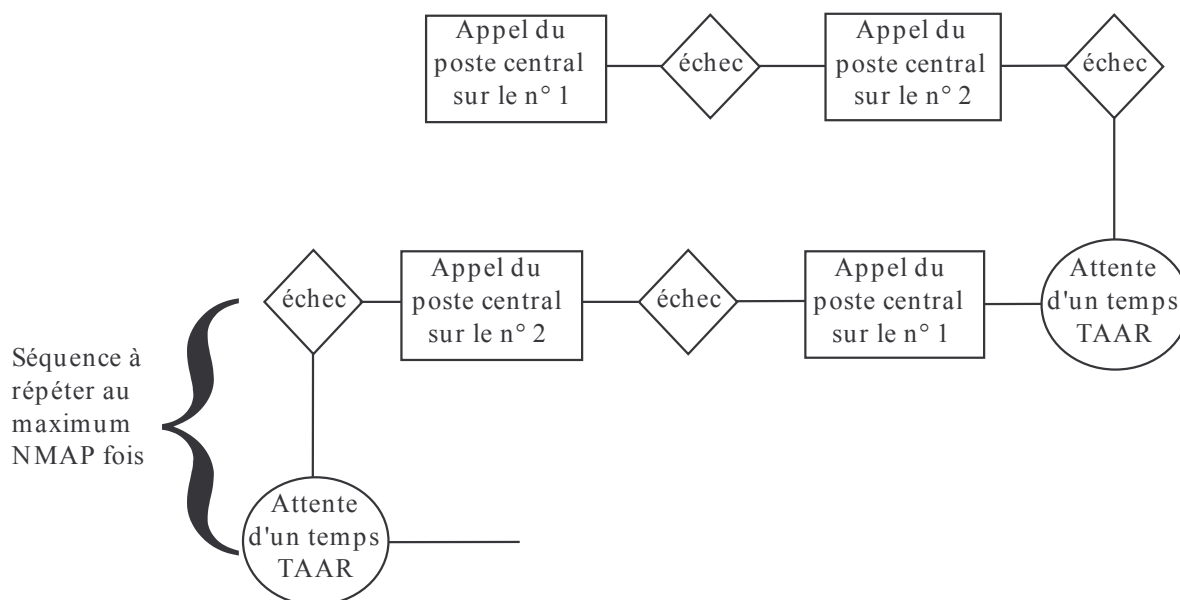 Appel du
poste central
sur le n° 1
échec
Appel du
poste central
sur le n° 2
échec
Attente
d'un temps
TAAR
Appel du
poste central
sur le n° 1
échec
Appel du
poste central
sur le n° 2
échec
Séquence à
répéter au
maximum
NMAP fois
Attente
d'un temps
TAAR